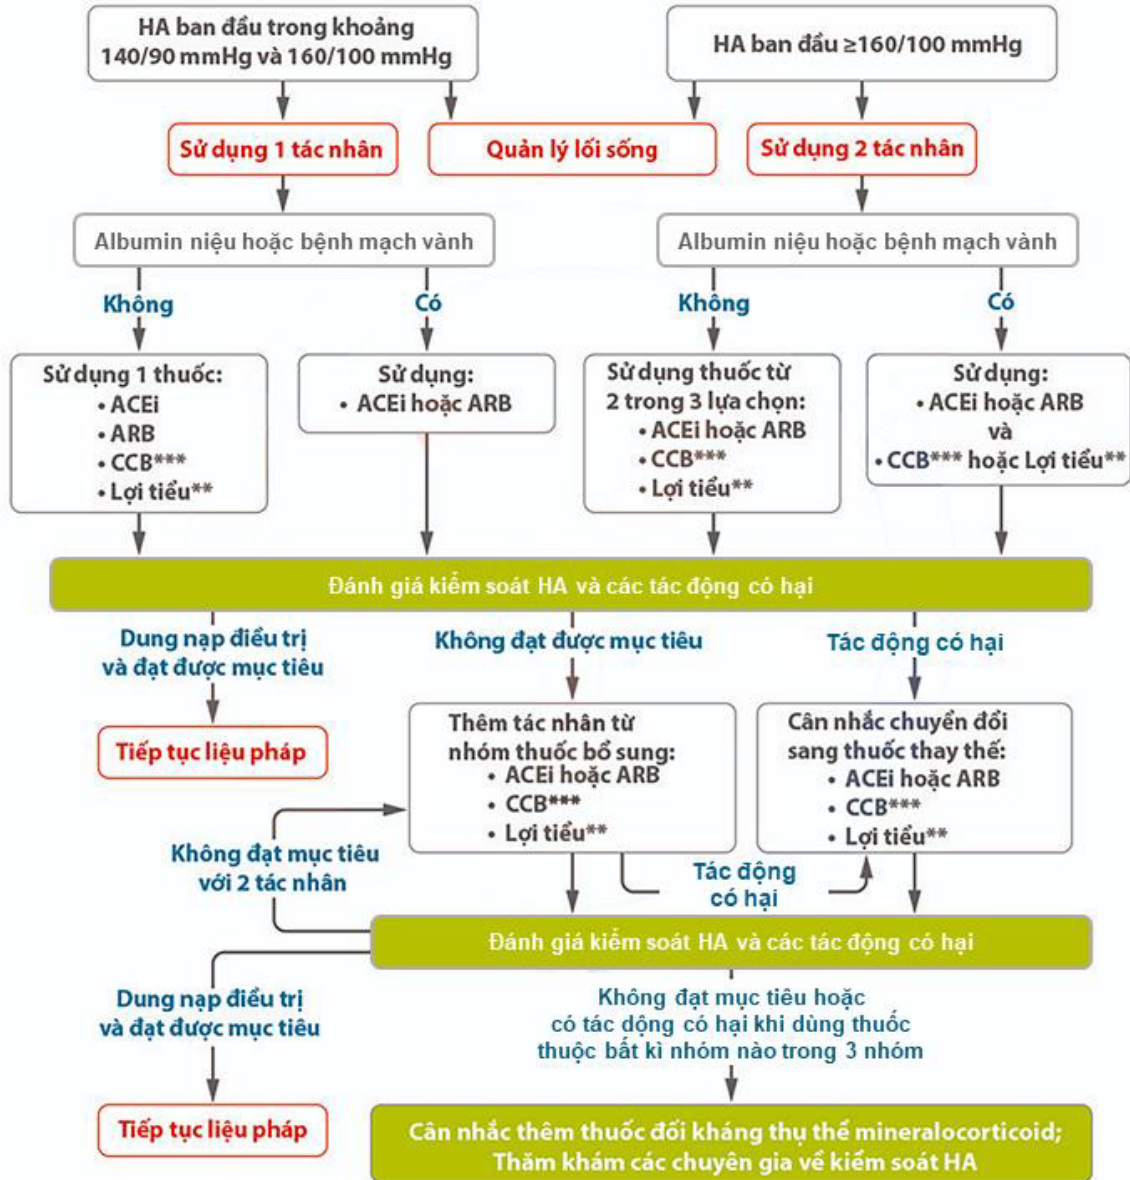 HA ban đầu trong khoảng
140/90 mmHg và 160/100 mmHg
HA ban đầu ≥160/100 mmHg
Sử dụng 1 tác nhân
Quản lý lối sống
Sử dụng 2 tác nhân
Albumin niệu hoặc bệnh mạch vành
Albumin niệu hoặc bệnh mạch vành
Không
Có
Không
Có
Sử dụng 1 thuốc:
• ACEi
• ARB
• CCB***
• Lợi tiểu**
Sử dụng:
• ACEi hoặc ARB
Sử dụng thuốc từ
2 trong 3 lựa chọn:
• ACEi hoặc ARB
• CCB***
• Lợi tiểu**
Sử dụng:
• ACEi hoặc ARB
và
• CCB*** hoặc Lợi tiểu**
Đánh giá kiểm soát HA và các tác động có hại
Dung nạp điều trị
và đạt được mục tiêu
Không đạt được mục tiêu
Tác động có hại
Tiếp tục liệu pháp
Thêm tác nhân từ
nhóm thuốc bổ sung:
• ACEi hoặc ARB
• CCB***
• Lợi tiểu**
Cân nhắc chuyển đổi
sang thuốc thay thế:
• ACEi hoặc ARB
• CCB***
• Lợi tiểu**
Không đạt mục tiêu
với 2 tác nhân
Tác động
có hại
Đánh giá kiểm soát HA và các tác động có hại
Dung nạp điều trị
và đạt được mục tiêu
Không đạt mục tiêu hoặc
có tác dộng có hại khi dùng thuốc
thuộc bất kì nhóm nào trong 3 nhóm
Tiếp tục liệu pháp
Cân nhắc thêm thuốc đối kháng thụ thể mineralocorticoid;
Thăm khám các chuyên gia về kiểm soát HA